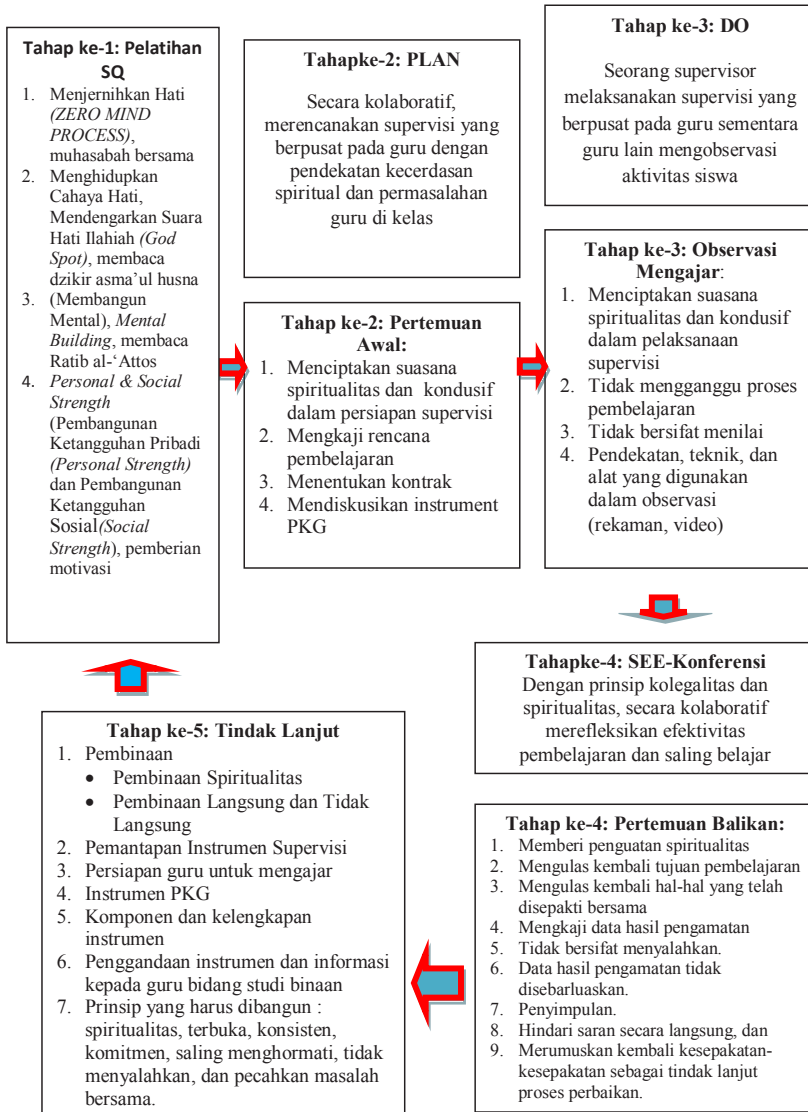 Tahap ke-1: Pelatihan
SQ
1. Menjernihkan Hati
(ZERO MIND
PROCESS),
muhasabah bersama
2. Menghidupkan
Cahaya Hati,
Mendengarkan Suara
Hati Ilahiah (God
Spot), membaca
dzikir asma’ul husna
3. (Membangun
Mental), Mental
Building, membaca
Ratib al-‘Attos
4. Personal & Social
Strength
(Pembangunan
Ketangguhan Pribadi
(Personal Strength)
dan Pembangunan
Ketangguhan
Sosial(Social
Strength), pemberian
motivasi
Tahapke-2: PLAN
Secara kolaboratif,
merencanakan supervisi yang
berpusat pada guru dengan
pendekatan kecerdasan
spiritual dan permasalahan
guru di kelas
Tahap ke-2: Pertemuan
Awal:
1. Menciptakan suasana
spiritualitas dan kondusif
dalam persiapan supervisi
2. Mengkaji rencana
pembelajaran
3. Menentukan kontrak
4. Mendiskusikan instrument
PKG
Tahap ke-3: DO
Seorang supervisor
melaksanakan supervisi yang
berpusat pada guru sementara
guru lain mengobservasi
aktivitas siswa
Tahap ke-3: Observasi
Mengajar:
1. Menciptakan suasana
spiritualitas dan kondusif
dalam pelaksanaan
supervisi
2. Tidak mengganggu proses
pembelajaran
3. Tidak bersifat menilai
4. Pendekatan, teknik, dan
alat yang digunakan
dalam observasi
(rekaman, video)
Tahapke-4: SEE-Konferensi
Dengan prinsip kolegalitas dan
spiritualitas, secara kolaboratif
merefleksikan efektivitas
pembelajaran dan saling belajar
Tahap ke-4: Pertemuan Balikan:
1. Memberi penguatan spiritualitas
2. Mengulas kembali tujuan pembelajaran
3. Mengulas kembali hal-hal yang telah
disepakti bersama
4. Mengkaji data hasil pengamatan
5. Tidak bersifat menyalahkan.
6. Data hasil pengamatan tidak
disebarluaskan.
7. Penyimpulan.
8. Hindari saran secara langsung, dan
9. Merumuskan kembali kesepakatan-
kesepakatan sebagai tindak lanjut
proses perbaikan.
Tahap ke-5: Tindak Lanjut
1. Pembinaan
• Pembinaan Spiritualitas
• Pembinaan Langsung dan Tidak
Langsung
2. Pemantapan Instrumen Supervisi
3. Persiapan guru untuk mengajar
4. Instrumen PKG
5. Komponen dan kelengkapan
instrumen
6. Penggandaan instrumen dan informasi
kepada guru bidang studi binaan
7. Prinsip yang harus dibangun :
spiritualitas, terbuka, konsisten,
komitmen, saling menghormati, tidak
menyalahkan, dan pecahkan masalah
bersama.